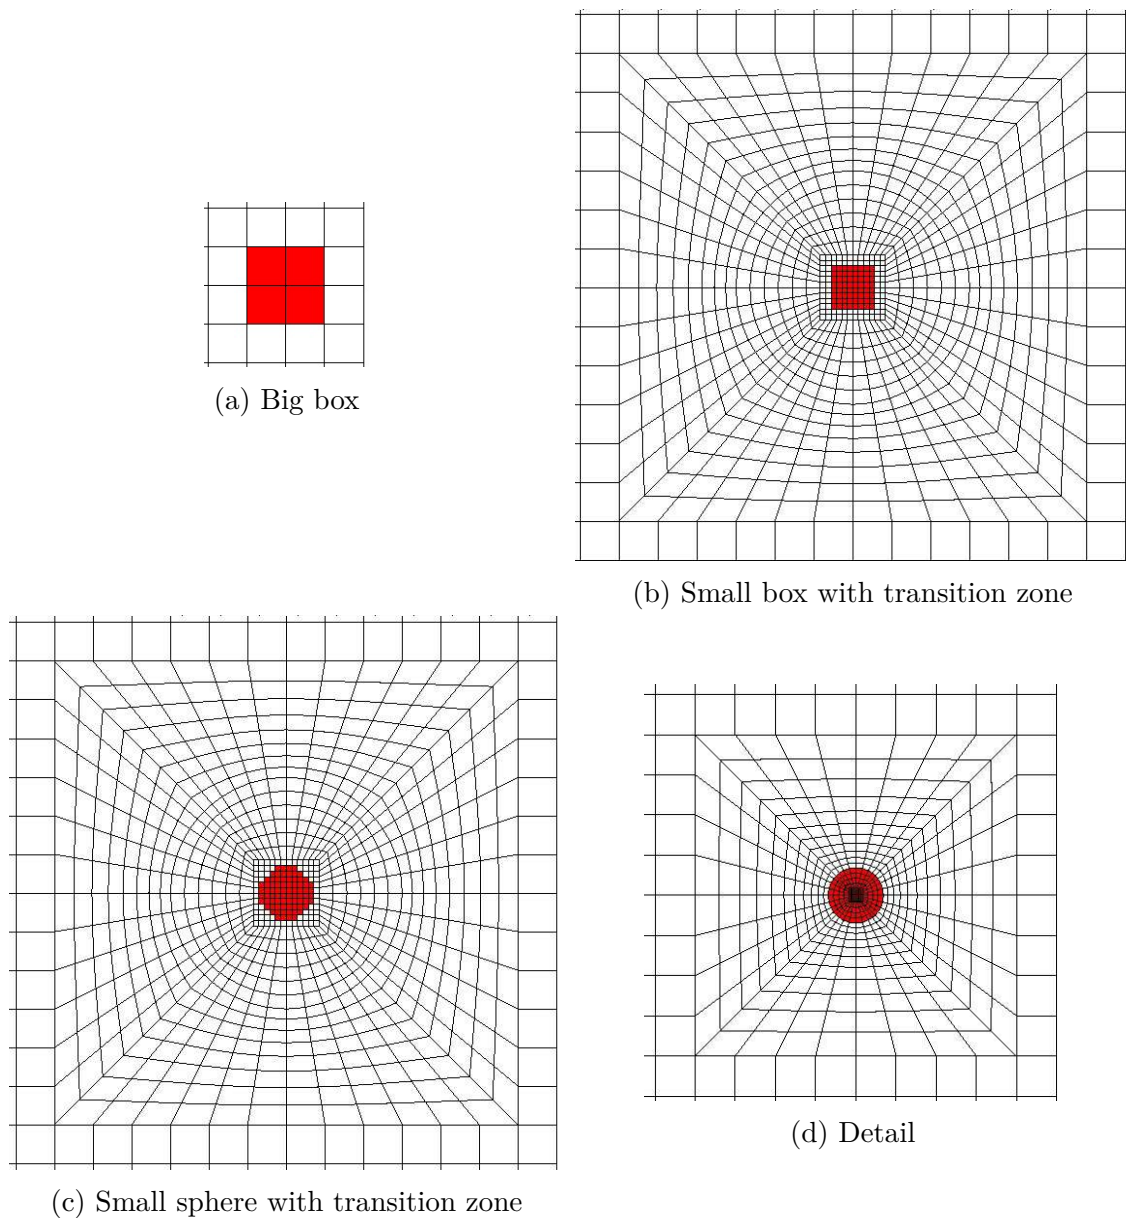 (a) Big box
(b) Small box with transition zone
(c) Small sphere with transition zone
(d) Detail